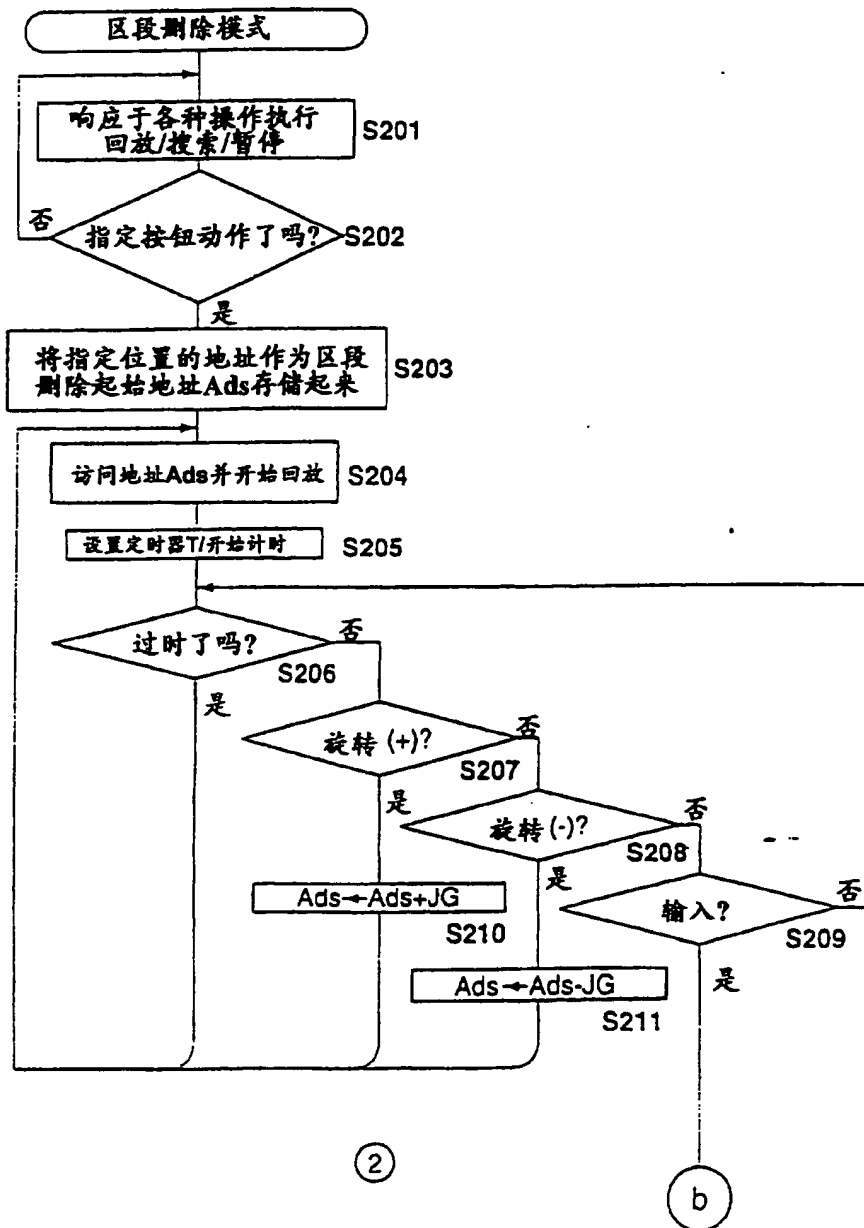 区段删除模式
响应于各种操作执行
回放/搜索/暂停
S201
否
指定按钮动作了吗?
S202
是
将指定位置的地址作为区段
删除起始地址Ads存储起来
S203
访问地址Ads并开始回放
S204
设置定时器T/开始计时
S205
过时了吗?
否
S206
是
旋转(+)?
否
S207
是
旋转(-)?
否
S208
是
Ads←Ads+JG
S210
输入?
否
S209
是
Ads←Ads-JG
S211
2
b